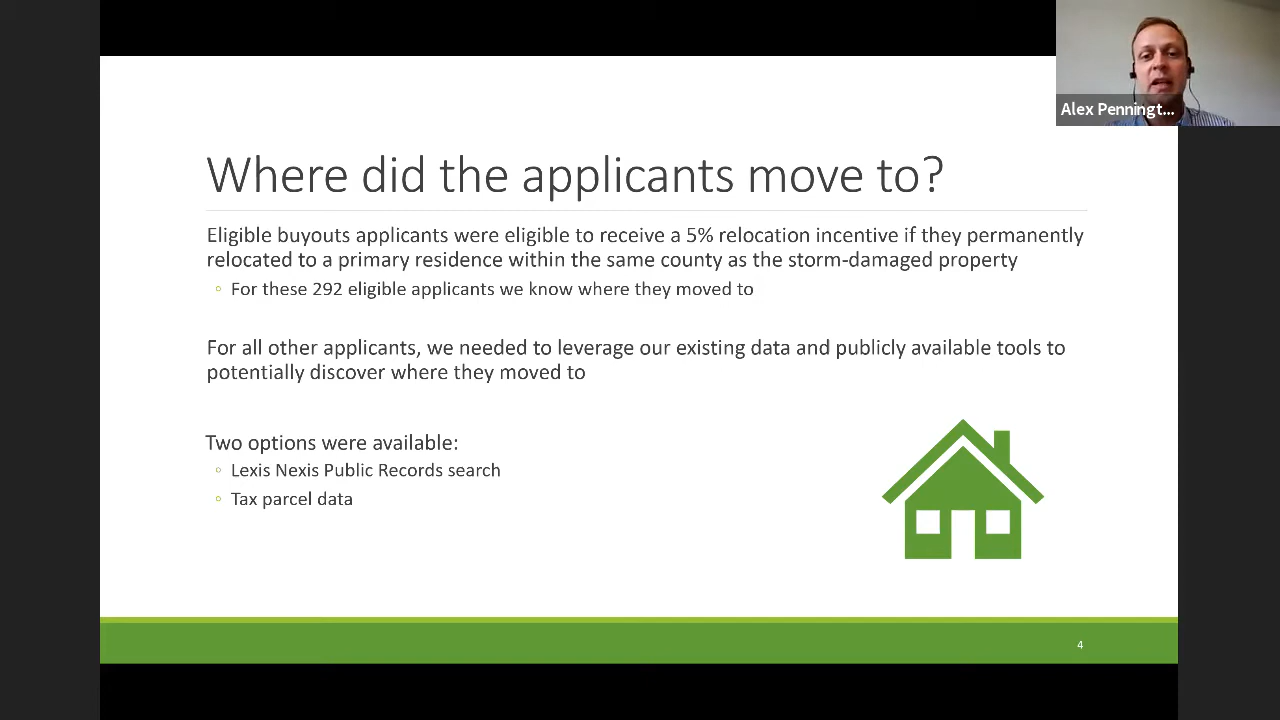 Alex Penningt...
Where did the applicants move to?
Eligible buyouts applicants were eligible to receive a 5% relocation incentive if they permanently
relocated to a primary residence within the same county as the storm-damaged property
◦ For these 292 eligible applicants we know where they moved to
For all other applicants, we needed to leverage our existing data and publicly available tools to
potentially discover where they moved to
Two options were available:
◦ Lexis Nexis Public Records search
◦ Tax parcel data
4